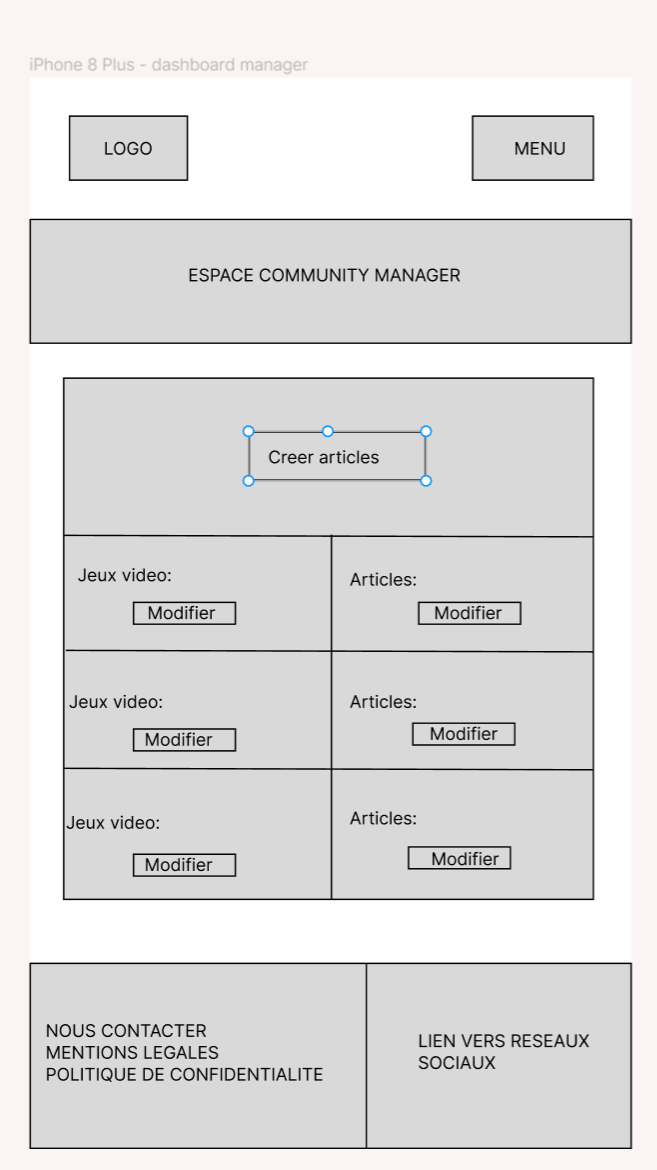 iPhone 8 Plus - dashboard manager
LOGO
MENU
ESPACE COMMUNITY MANAGER
Creer articles
Jeux video:
Modifier
Articles:
Modifier
Jeux video:
Modifier
Articles:
Modifier
Jeux video:
Modifier
Articles:
Modifier
NOUS CONTACTER
MENTIONS LEGALES
POLITIQUE DE CONFIDENTIALITE
LIEN VERS RESEAUX
SOCIAUX